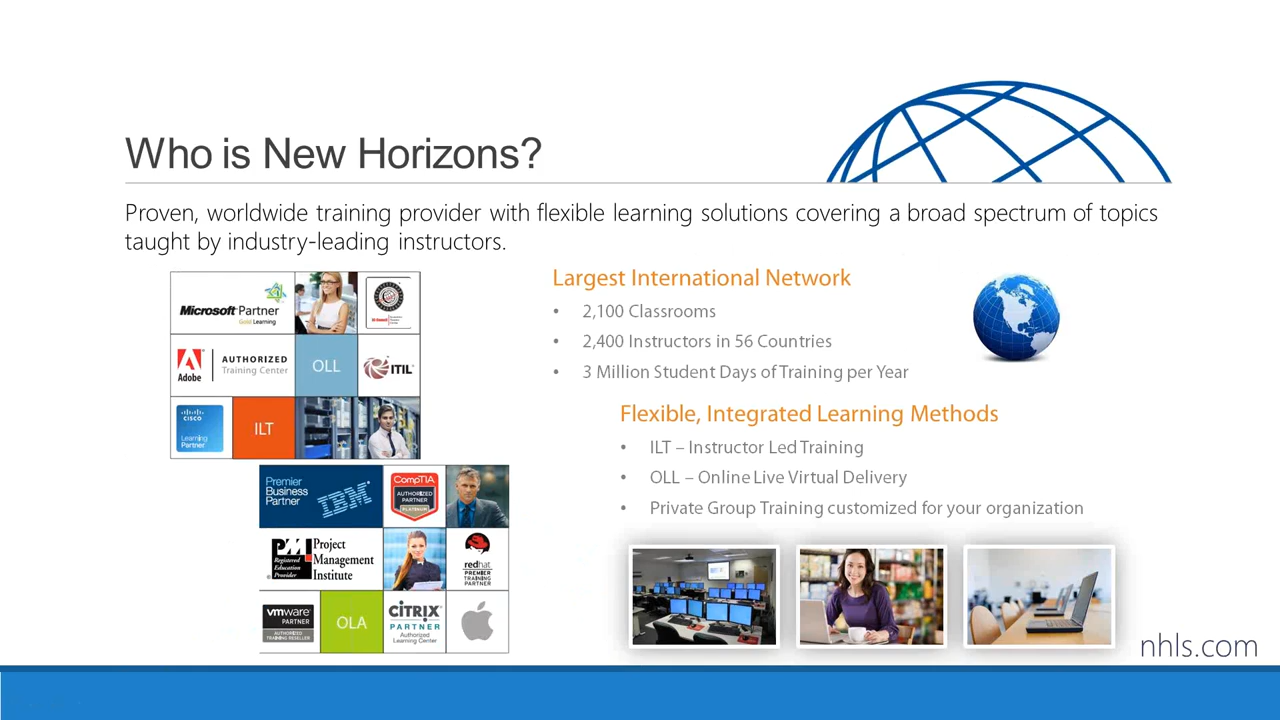 Who is New Horizons?
Proven, worldwide training provider with flexible learning solutions covering a broad spectrum of topics
taught by industry-leading instructors.
Microsoft Partner
Gold Learning
Adobe
AUTHORIZED
Training Center
OLL
ITIL
CISCO
Learning
Partner
ILT
Premier
Business
Partner
IBM
CompTIA
AUTHORIZED
PARTNER
PLATINUM
PMI
Registered
Education
Provider
Project
Management
Institute
redhat
PREMIER
TRAINING
PARTNER
vmware
PARTNER
AUTHORIZED
TRAINING RESELLER
OLA
CITRIX
PARTNER
Authorized
Learning Center
Largest International Network
• 2,100 Classrooms
• 2,400 Instructors in 56 Countries
• 3 Million Student Days of Training per Year
Flexible, Integrated Learning Methods
• ILT – Instructor Led Training
• OLL – Online Live Virtual Delivery
• Private Group Training customized for your organization
nhls.com